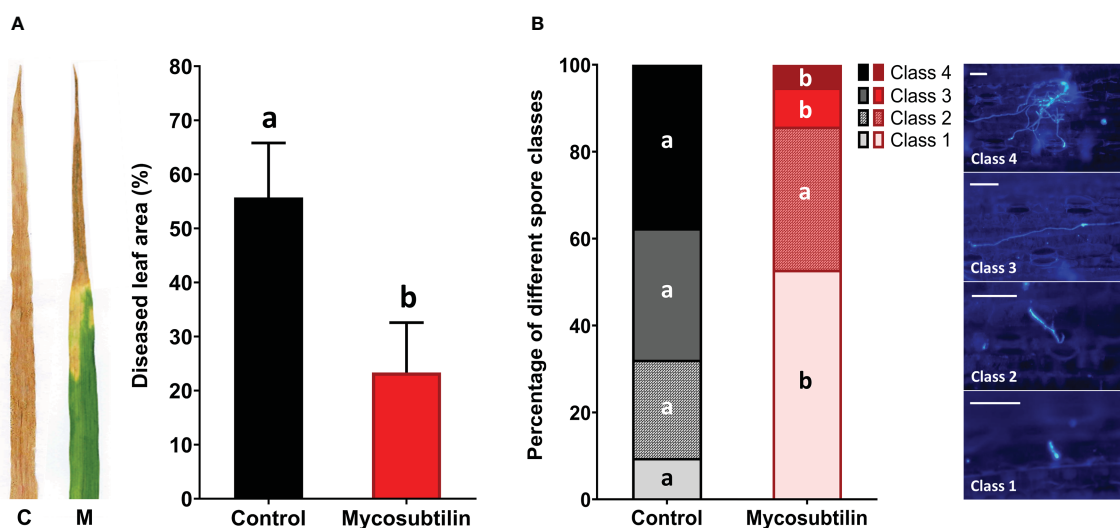 A
B
Diseased leaf area (%)
80
70
60
50
40
30
20
10
0
a
b
C
M
Control
Mycosubtilin
Percentage of different spore classes
100
80
60
40
20
0
a
a
a
a
b
b
a
b
Control
Mycosubtilin
Class 4
Class 3
Class 2
Class 1
Class 4
Class 3
Class 2
Class 1